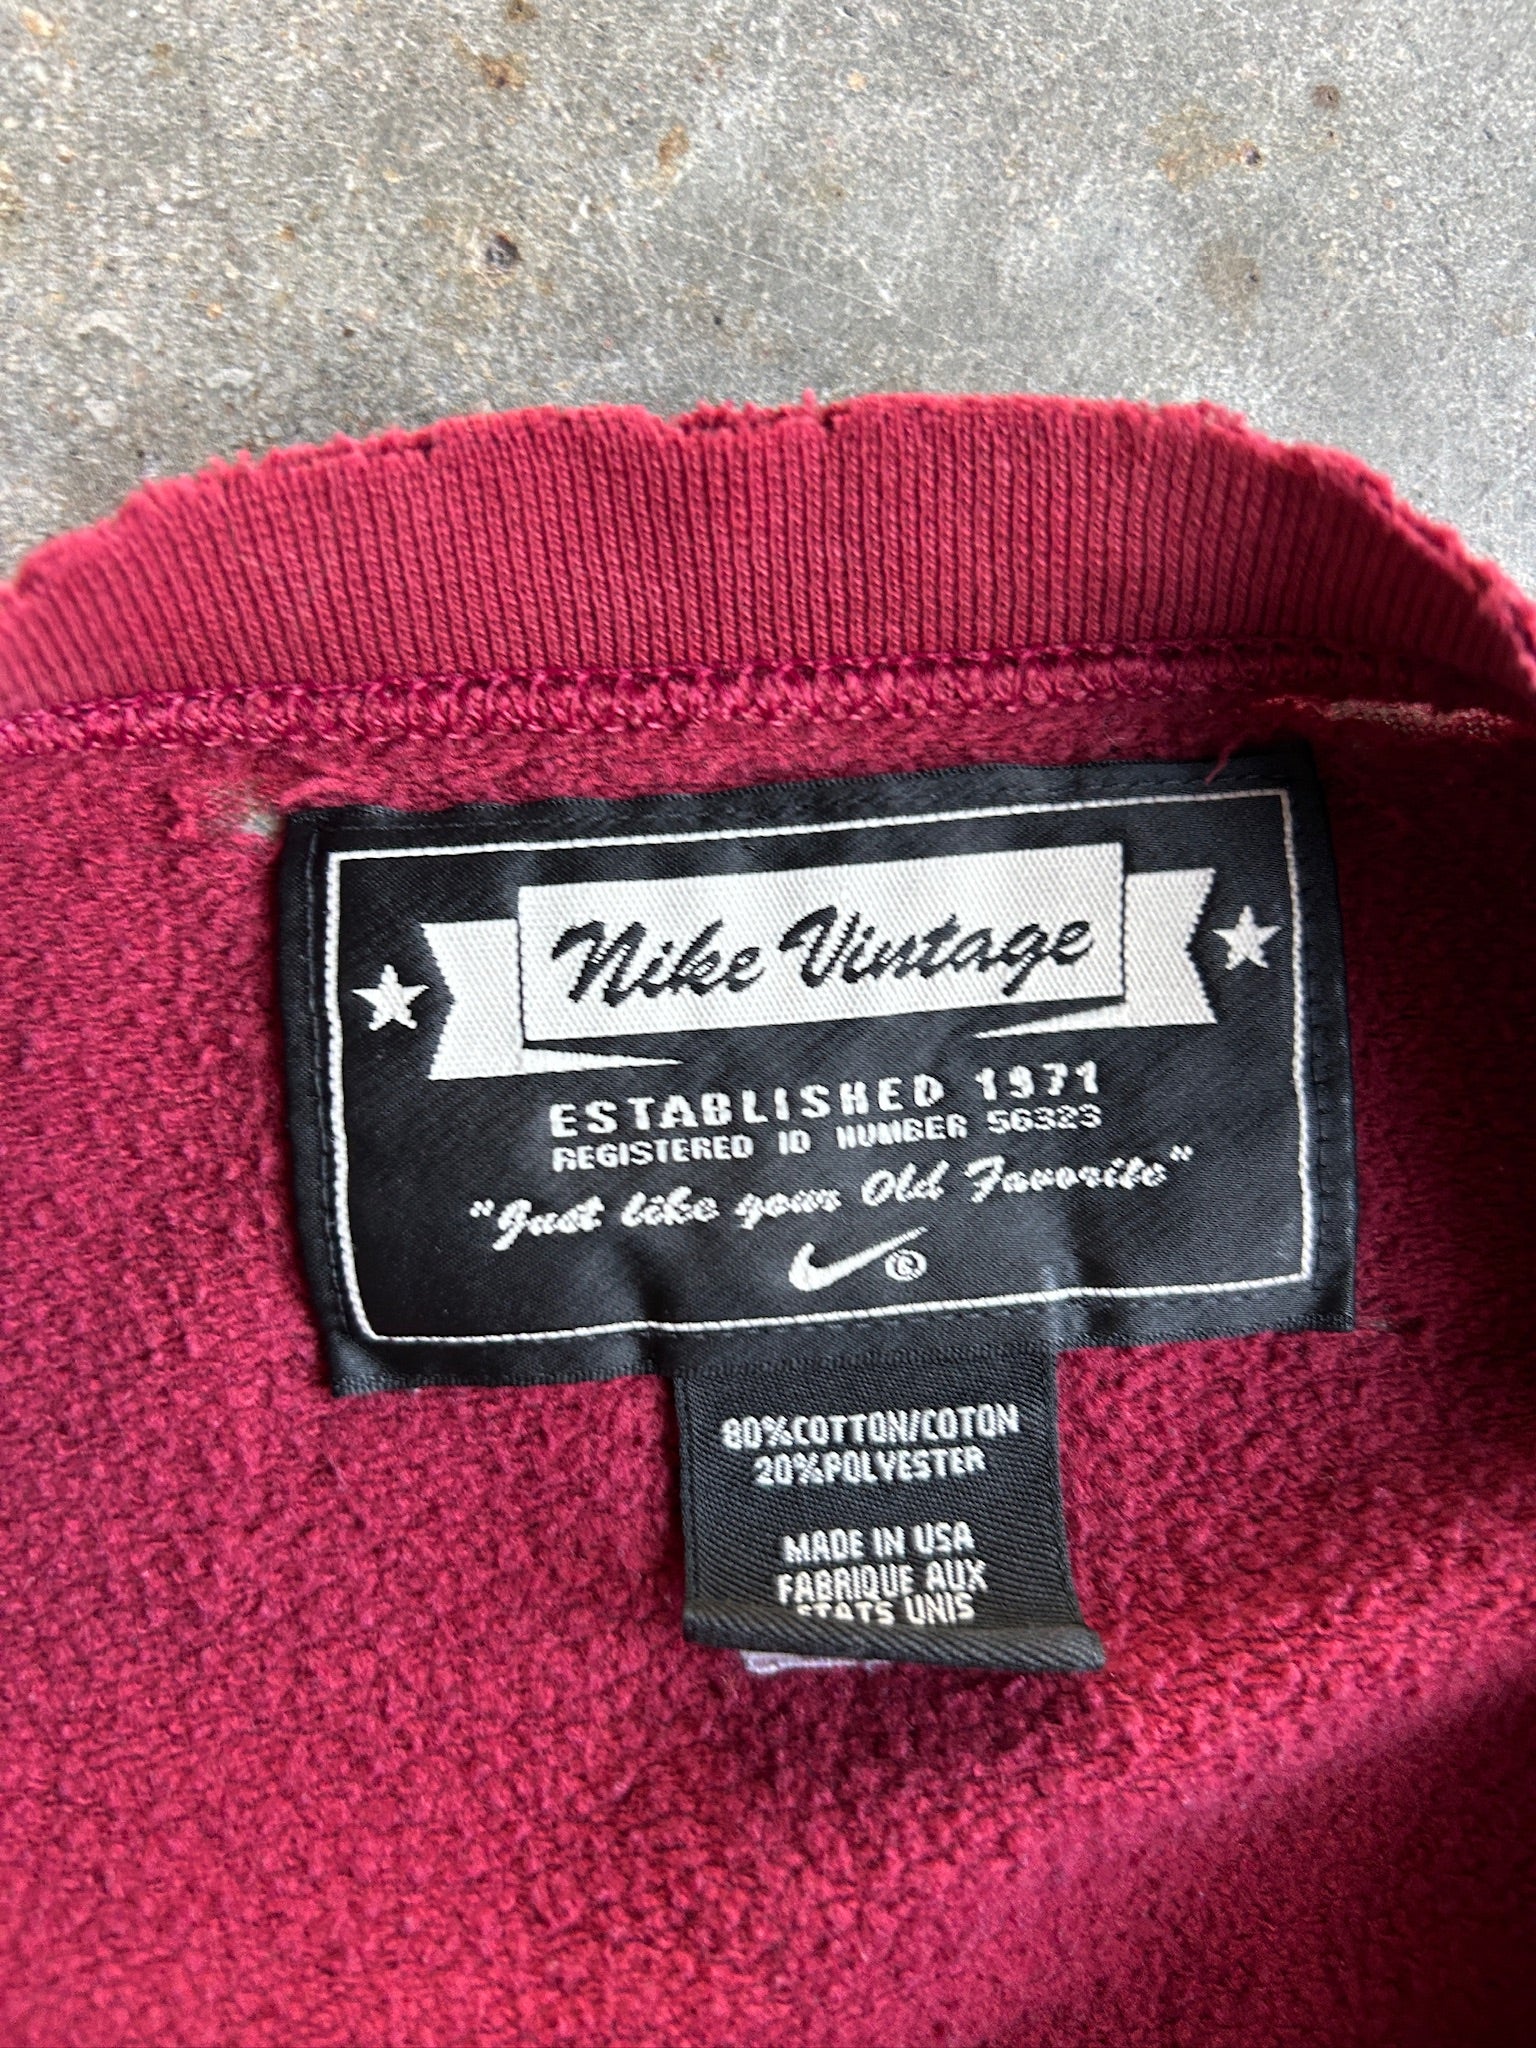 Nike Vintage
ESTABLISHED 1971
REGISTERED ID NUMBER 56323
"Just like your Old Favorite"
®
80%COTTON/COTON
20%POLYESTER
MADE IN USA
FABRIQUE AUX
ETATS UNIS